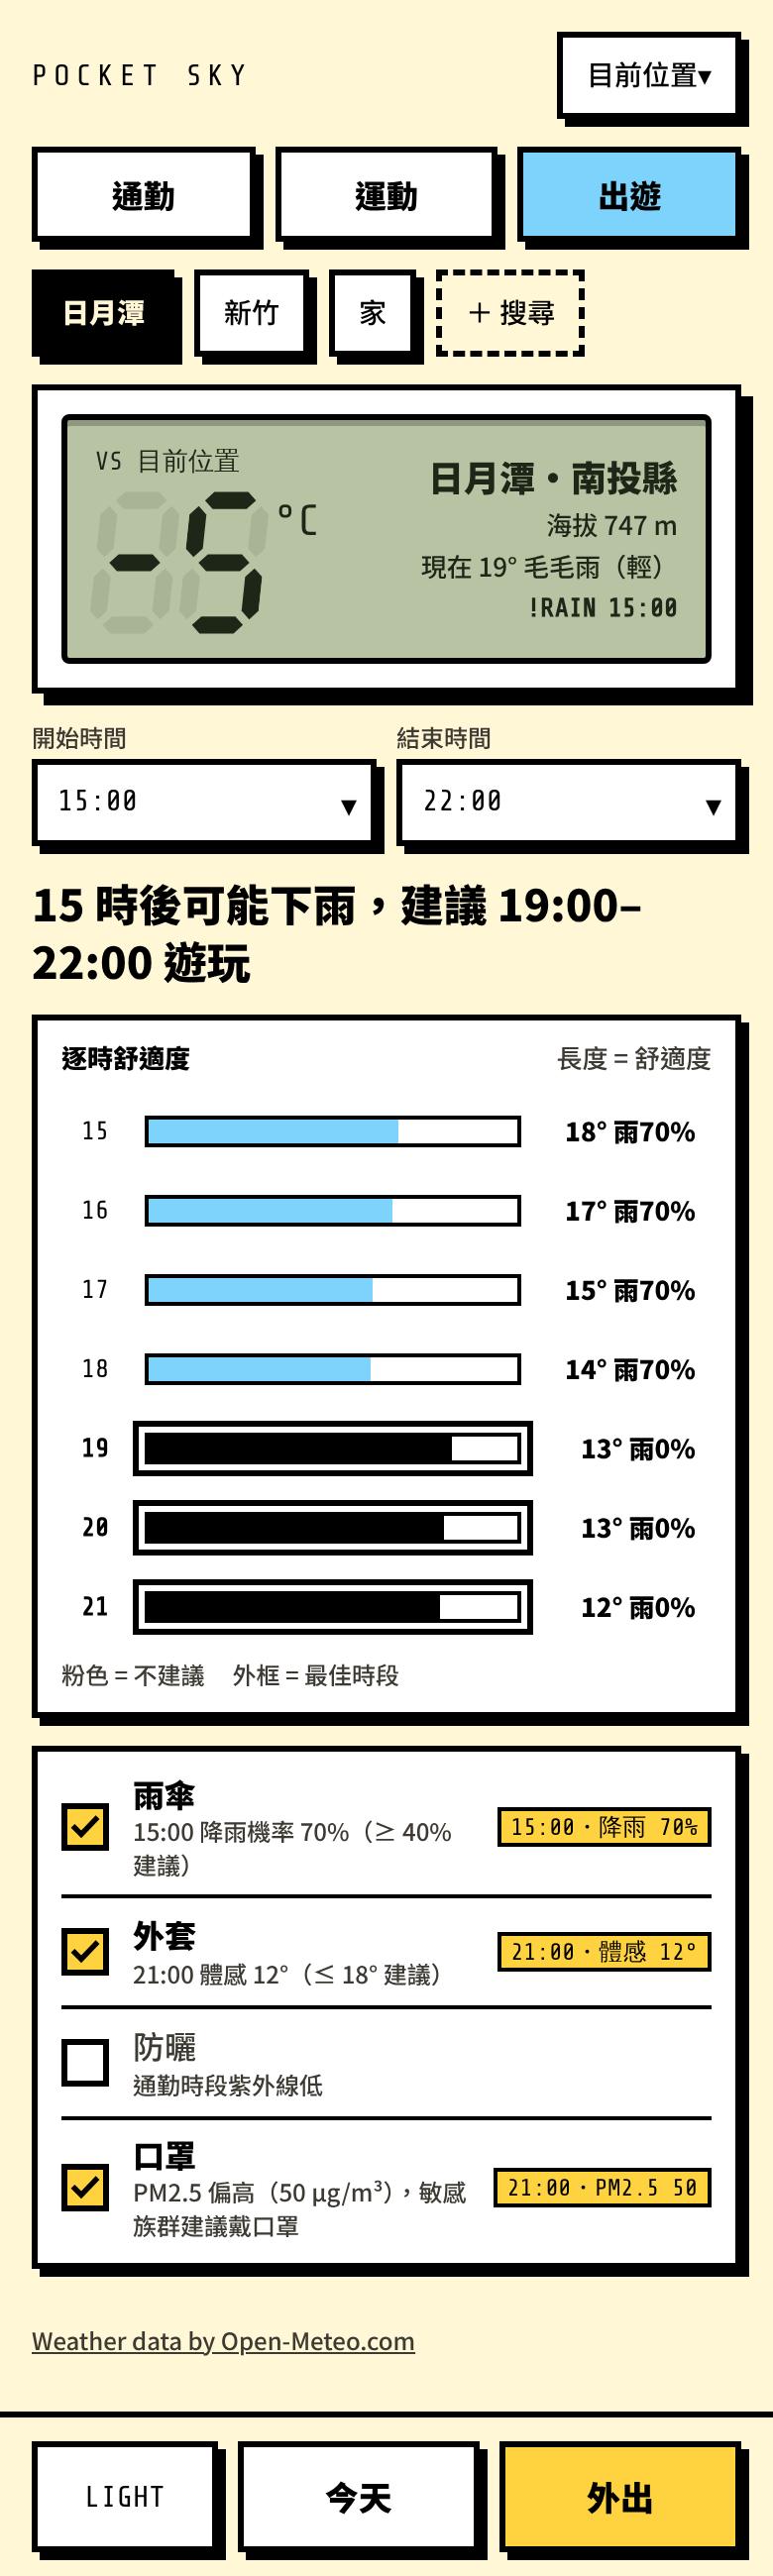 POCKET SKY
目前位置▾
通勤
運動
出遊
日月潭
新竹
家
＋ 搜尋
VS 目前位置
-5 °C
日月潭・南投縣
海拔 747 m
現在 19° 毛毛雨（輕）
!RAIN 15:00
開始時間
結束時間
15:00 ▼
22:00 ▼
15 時後可能下雨，建議 19:00–
22:00 遊玩
逐時舒適度
長度 = 舒適度
15 18° 雨70%
16 17° 雨70%
17 15° 雨70%
18 14° 雨70%
19 13° 雨0%
20 13° 雨0%
21 12° 雨0%
粉色 = 不建議 外框 = 最佳時段
雨傘
15:00 降雨機率 70%（≥ 40%
建議）
15:00・降雨 70%
外套
21:00 體感 12°（≤ 18° 建議）
21:00・體感 12°
防曬
通勤時段紫外線低
口罩
PM2.5 偏高（50 μg/m³），敏感
族群建議戴口罩
21:00・PM2.5 50
Weather data by Open-Meteo.com
LIGHT
今天
外出